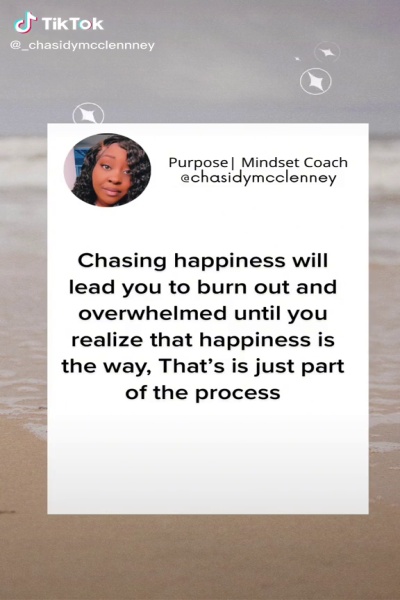 TikTok
@_chasidymcclennney
Purpose| Mindset Coach
@chasidymcclenney
Chasing happiness will
lead you to burn out and
overwhelmed until you
realize that happiness is
the way, That's is just part
of the process